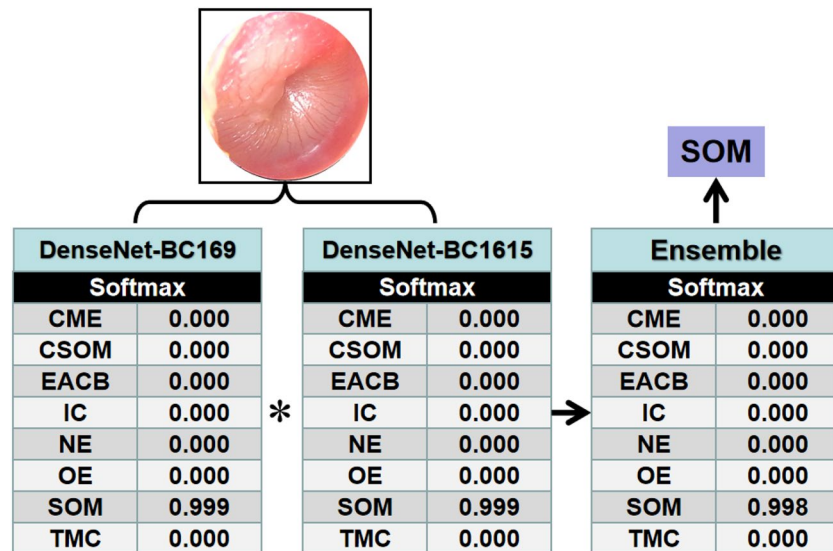 SOM
DenseNet-BC169 DenseNet-BC1615 Ensemble
Softmax Softmax Softmax
CME 0.000 CME 0.000 CME 0.000
CSOM 0.000 CSOM 0.000 CSOM 0.000
EACB 0.000 EACB 0.000 EACB 0.000
IC 0.000 * IC 0.000 IC 0.000
NE 0.000 NE 0.000 NE 0.000
OE 0.000 OE 0.000 OE 0.000
SOM 0.999 SOM 0.999 SOM 0.998
TMC 0.000 TMC 0.000 TMC 0.000